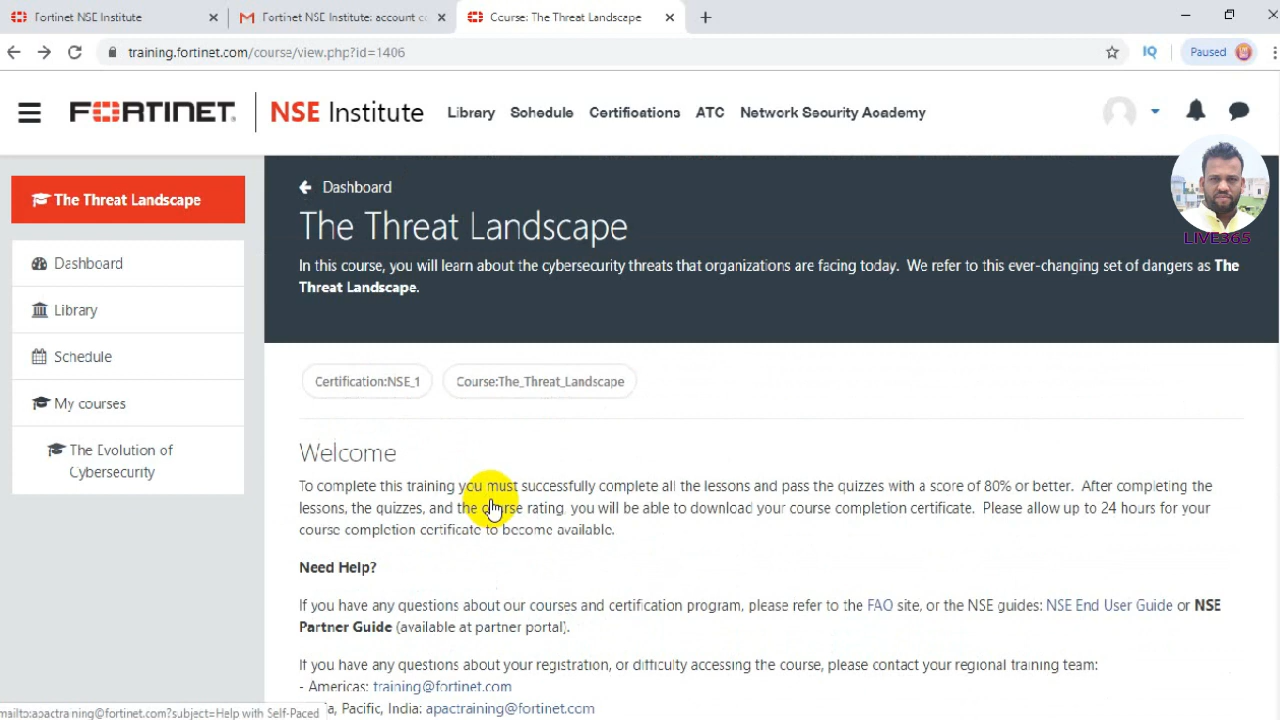 Fortinet NSE Institute
Fortinet NSE Institute: account co
Course: The Threat Landscape
training.fortinet.com/course/view.php?id=1406
IQ
Paused
FORTINET.
NSE Institute
Library
Schedule
Certifications
ATC
Network Security Academy
LIVE365
The Threat Landscape
Dashboard
Library
Schedule
My courses
The Evolution of
Cybersecurity
Dashboard
The Threat Landscape
In this course, you will learn about the cybersecurity threats that organizations are facing today. We refer to this ever-changing set of dangers as The
Threat Landscape.
Certification:NSE_1
Course:The_Threat_Landscape
Welcome
To complete this training you must successfully complete all the lessons and pass the quizzes with a score of 80% or better. After completing the
lessons, the quizzes, and the course rating, you will be able to download your course completion certificate. Please allow up to 24 hours for your
course completion certificate to become available.
Need Help?
If you have any questions about our courses and certification program, please refer to the FAQ site, or the NSE guides: NSE End User Guide or NSE
Partner Guide (available at partner portal).
If you have any questions about your registration, or difficulty accessing the course, please contact your regional training team:
- Americas: training@fortinet.com
a, Pacific, India: apactraining@fortinet.com
mailto:apactraining@fortinet.com?subject=Help with Self-Paced